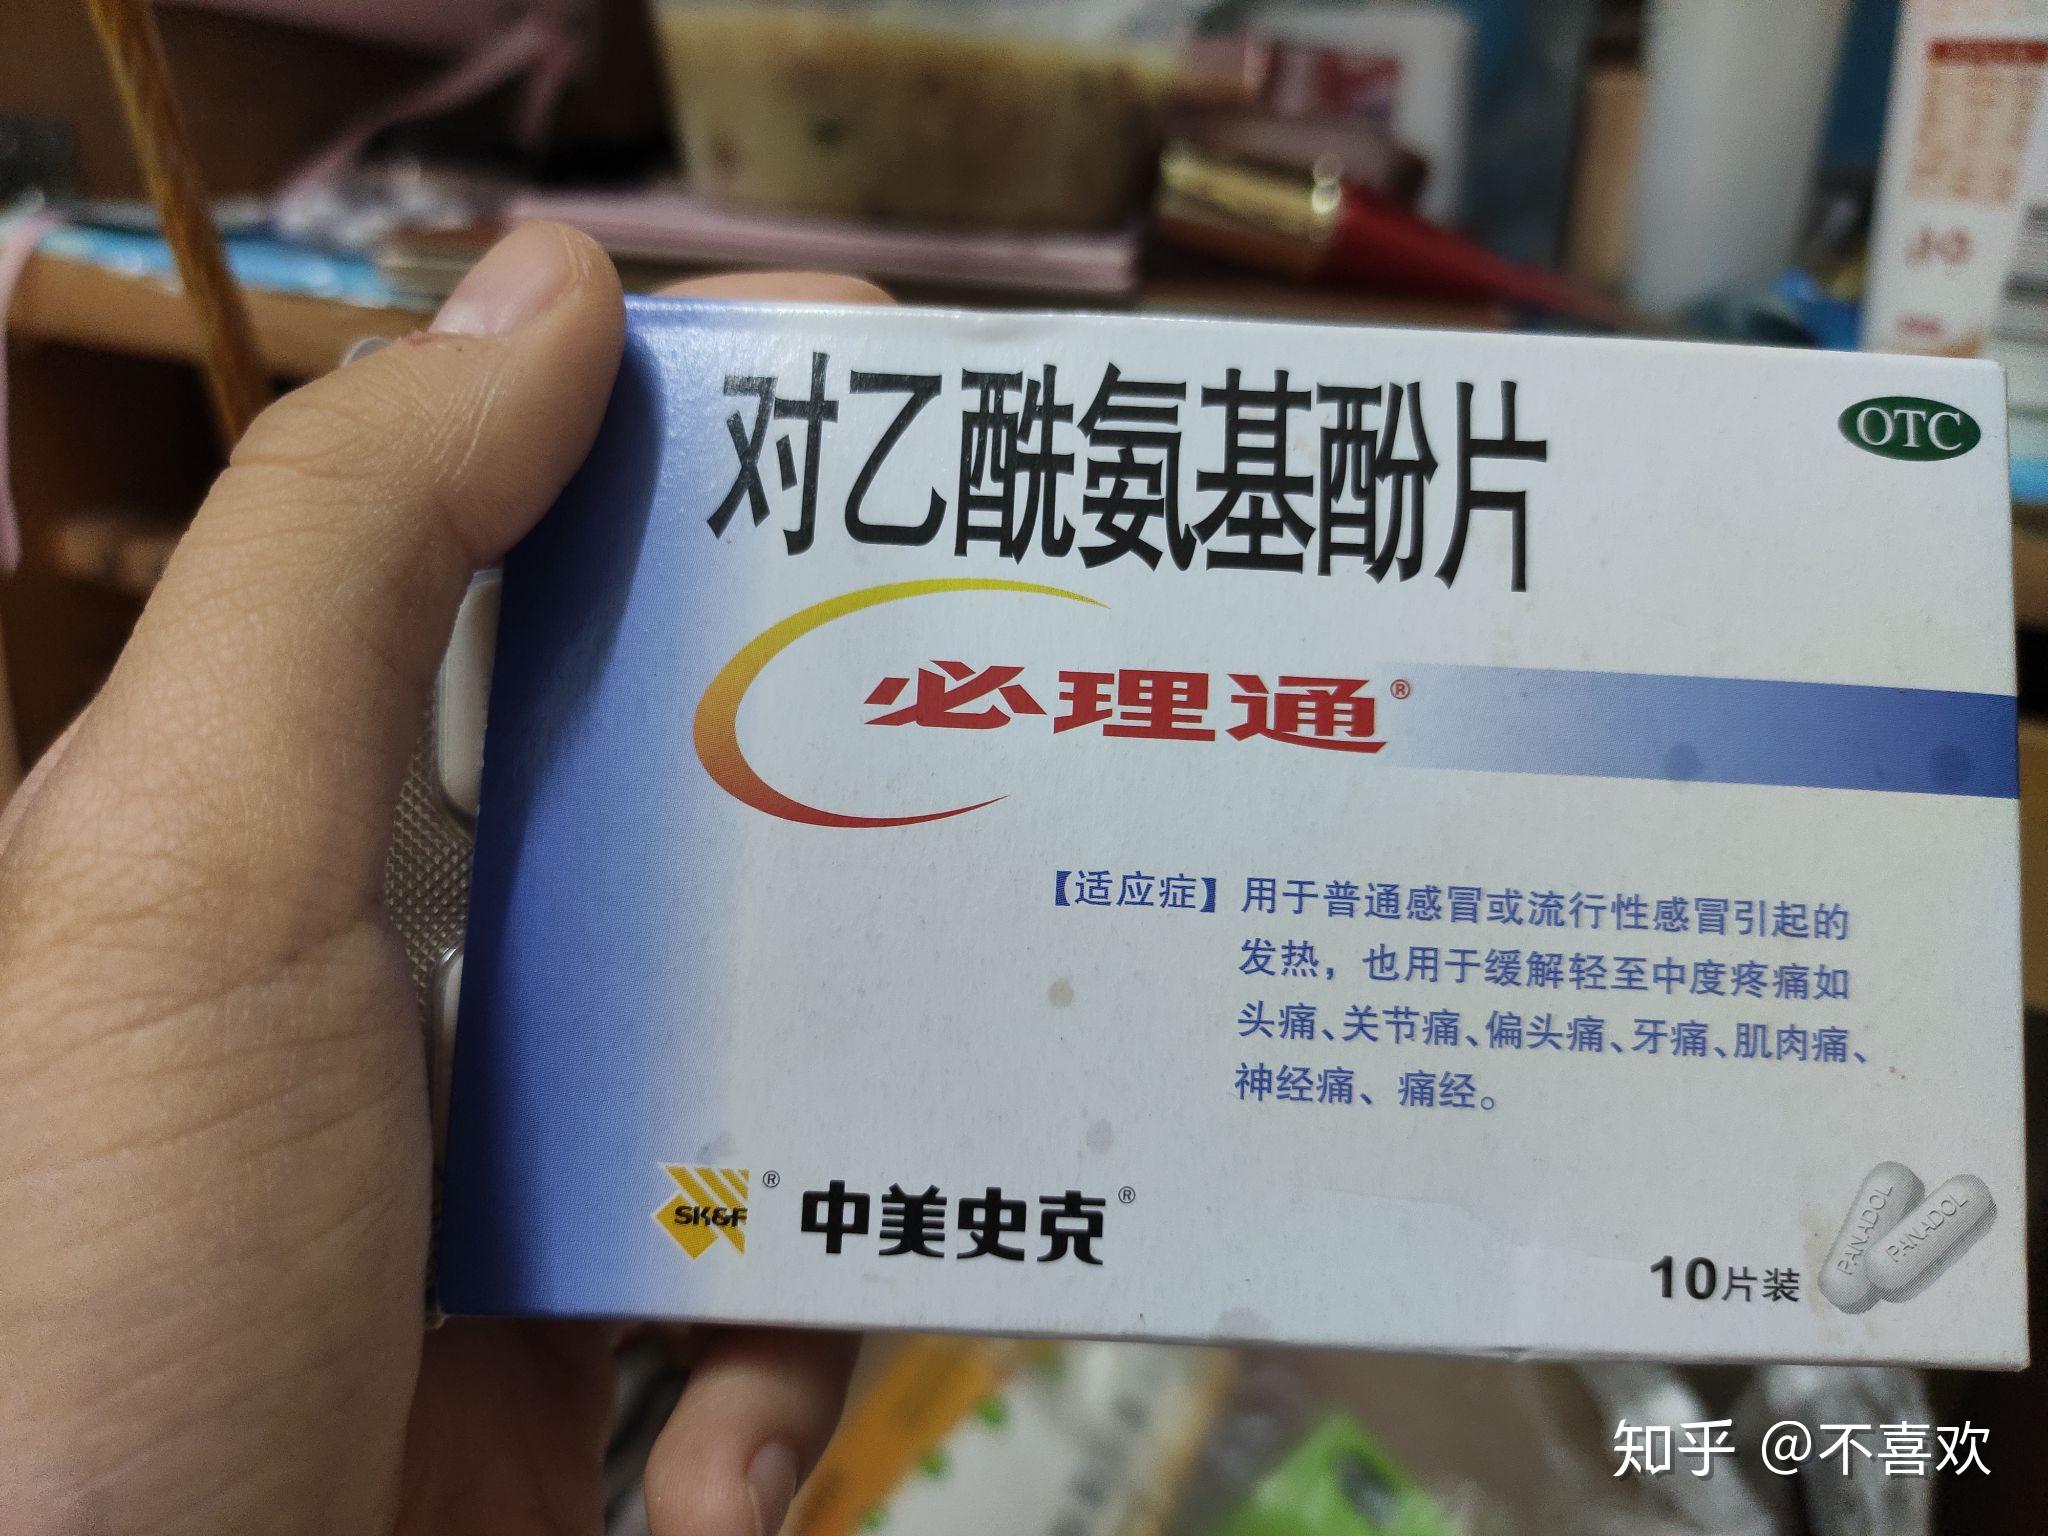 对乙酰氨基酚片
OTC
必理通®
【适应症】用于普通感冒或流行性感冒引起的
发热，也用于缓解轻至中度疼痛如
头痛、关节痛、偏头痛、牙痛、肌肉痛、
神经痛、痛经。
SK&F® 中美史克®
10片装
PANADOL
PANADOL
知乎 @不喜欢